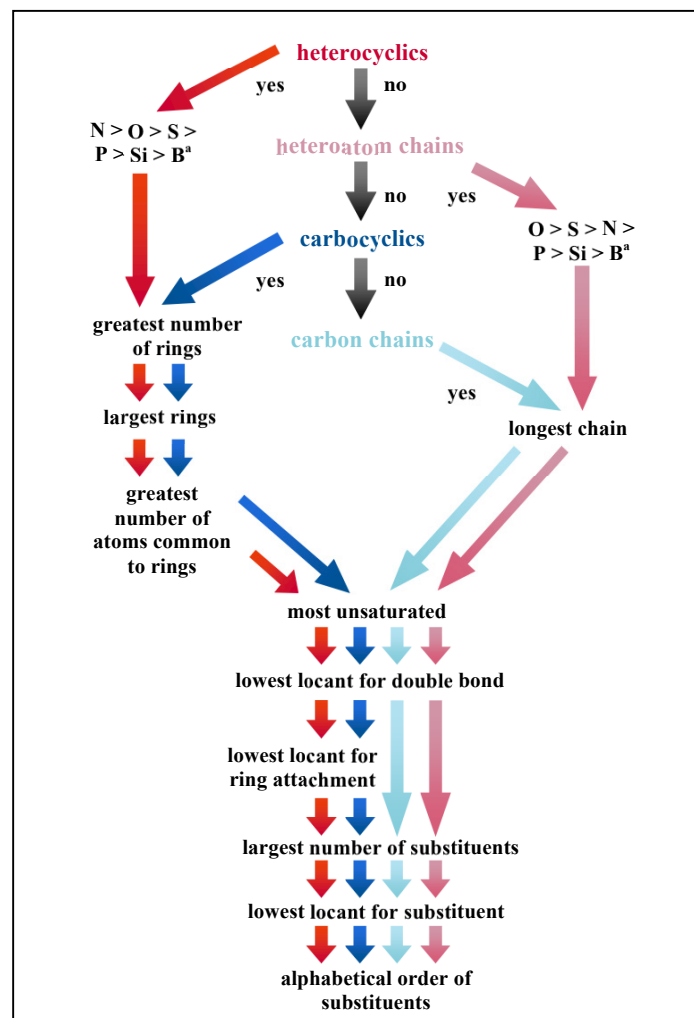 heterocyclics
yes
no
N > O > S >
P > Si > Bᵃ
heteroatom chains
no
yes
O > S > N >
P > Si > Bᵃ
carbocyclics
yes
no
greatest number
of rings
carbon chains
yes
largest rings
longest chain
greatest
number of
atoms common
to rings
most unsaturated
lowest locant for double bond
lowest locant for
ring attachment
largest number of substituents
lowest locant for substituent
alphabetical order of
substituents